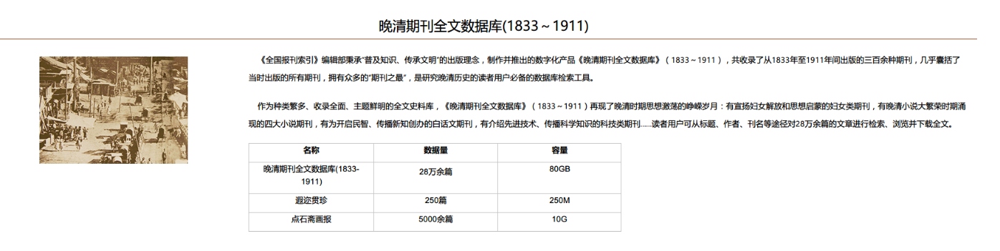 晚清期刊全文数据库(1833～1911)
《全国报刊索引》编辑部秉承“普及知识、传承文明”的出版理念，制作并推出的数字化产品《晚清期刊全文数据库》（1833～1911），共收录了从1833年至1911年间出版的三百余种期刊，几乎囊括了
当时出版的所有期刊，拥有众多的“期刊之最”，是研究晚清历史的读者用户必备的数据库检索工具。
作为种类繁多、收录全面、主题鲜明的全文史料库，《晚清期刊全文数据库》（1833～1911）再现了晚清时期思想激荡的峥嵘岁月：有宣扬妇女解放和思想启蒙的妇女类期刊，有晚清小说大繁荣时期涌
现的四大小说期刊，有为开启民智、传播新知创办的白话文期刊，有介绍先进技术、传播科学知识的科技类期刊......读者用户可从标题、作者、刊名等途径对28万余篇的文章进行检索、浏览并下载全文。
名称 数据量 容量
晚清期刊全文数据库(1833- 28万余篇 80GB
1911)
遐迩贯珍 250篇 250M
点石斋画报 5000余篇 10G